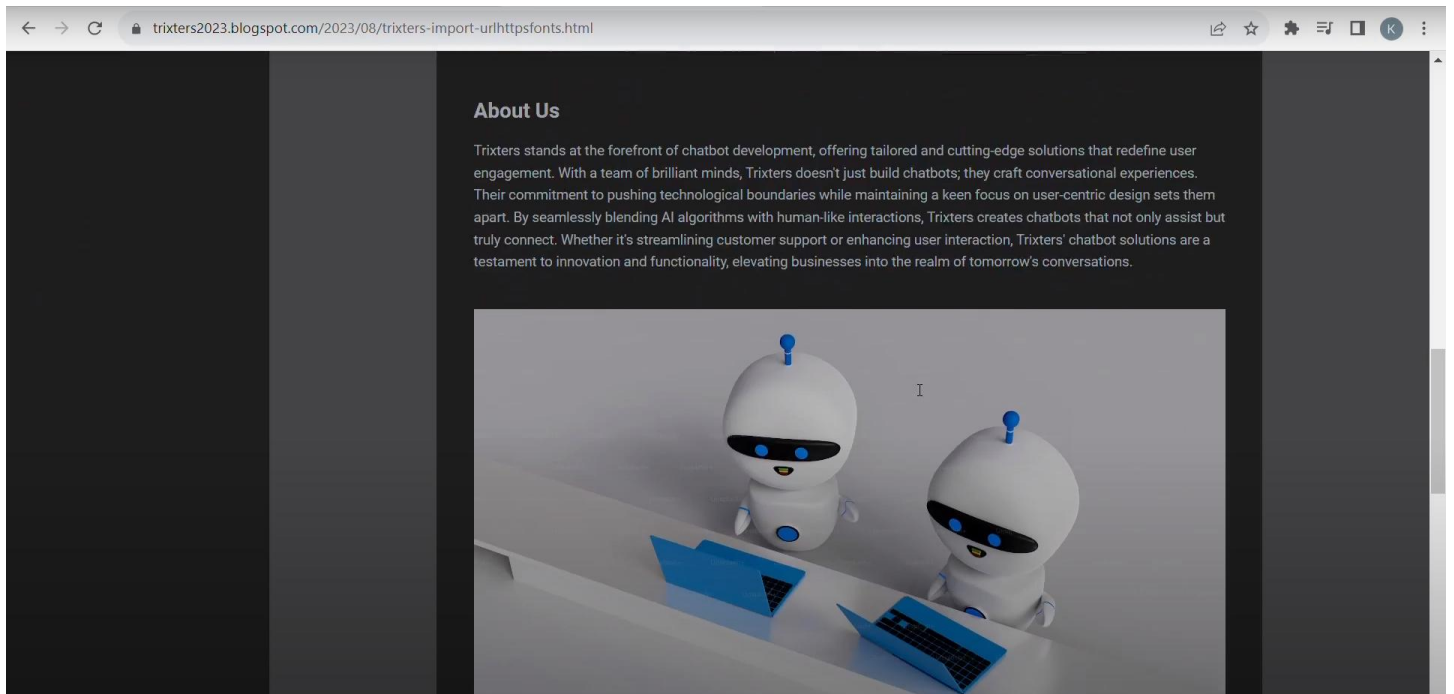 trixters2023.blogspot.com/2023/08/trixters-import-urlhttpsfonts.html
K
About Us
Trixters stands at the forefront of chatbot development, offering tailored and cutting-edge solutions that redefine user
engagement. With a team of brilliant minds, Trixters doesn't just build chatbots; they craft conversational experiences.
Their commitment to pushing technological boundaries while maintaining a keen focus on user-centric design sets them
apart. By seamlessly blending AI algorithms with human-like interactions, Trixters creates chatbots that not only assist but
truly connect. Whether it's streamlining customer support or enhancing user interaction, Trixters' chatbot solutions are a
testament to innovation and functionality, elevating businesses into the realm of tomorrow's conversations.